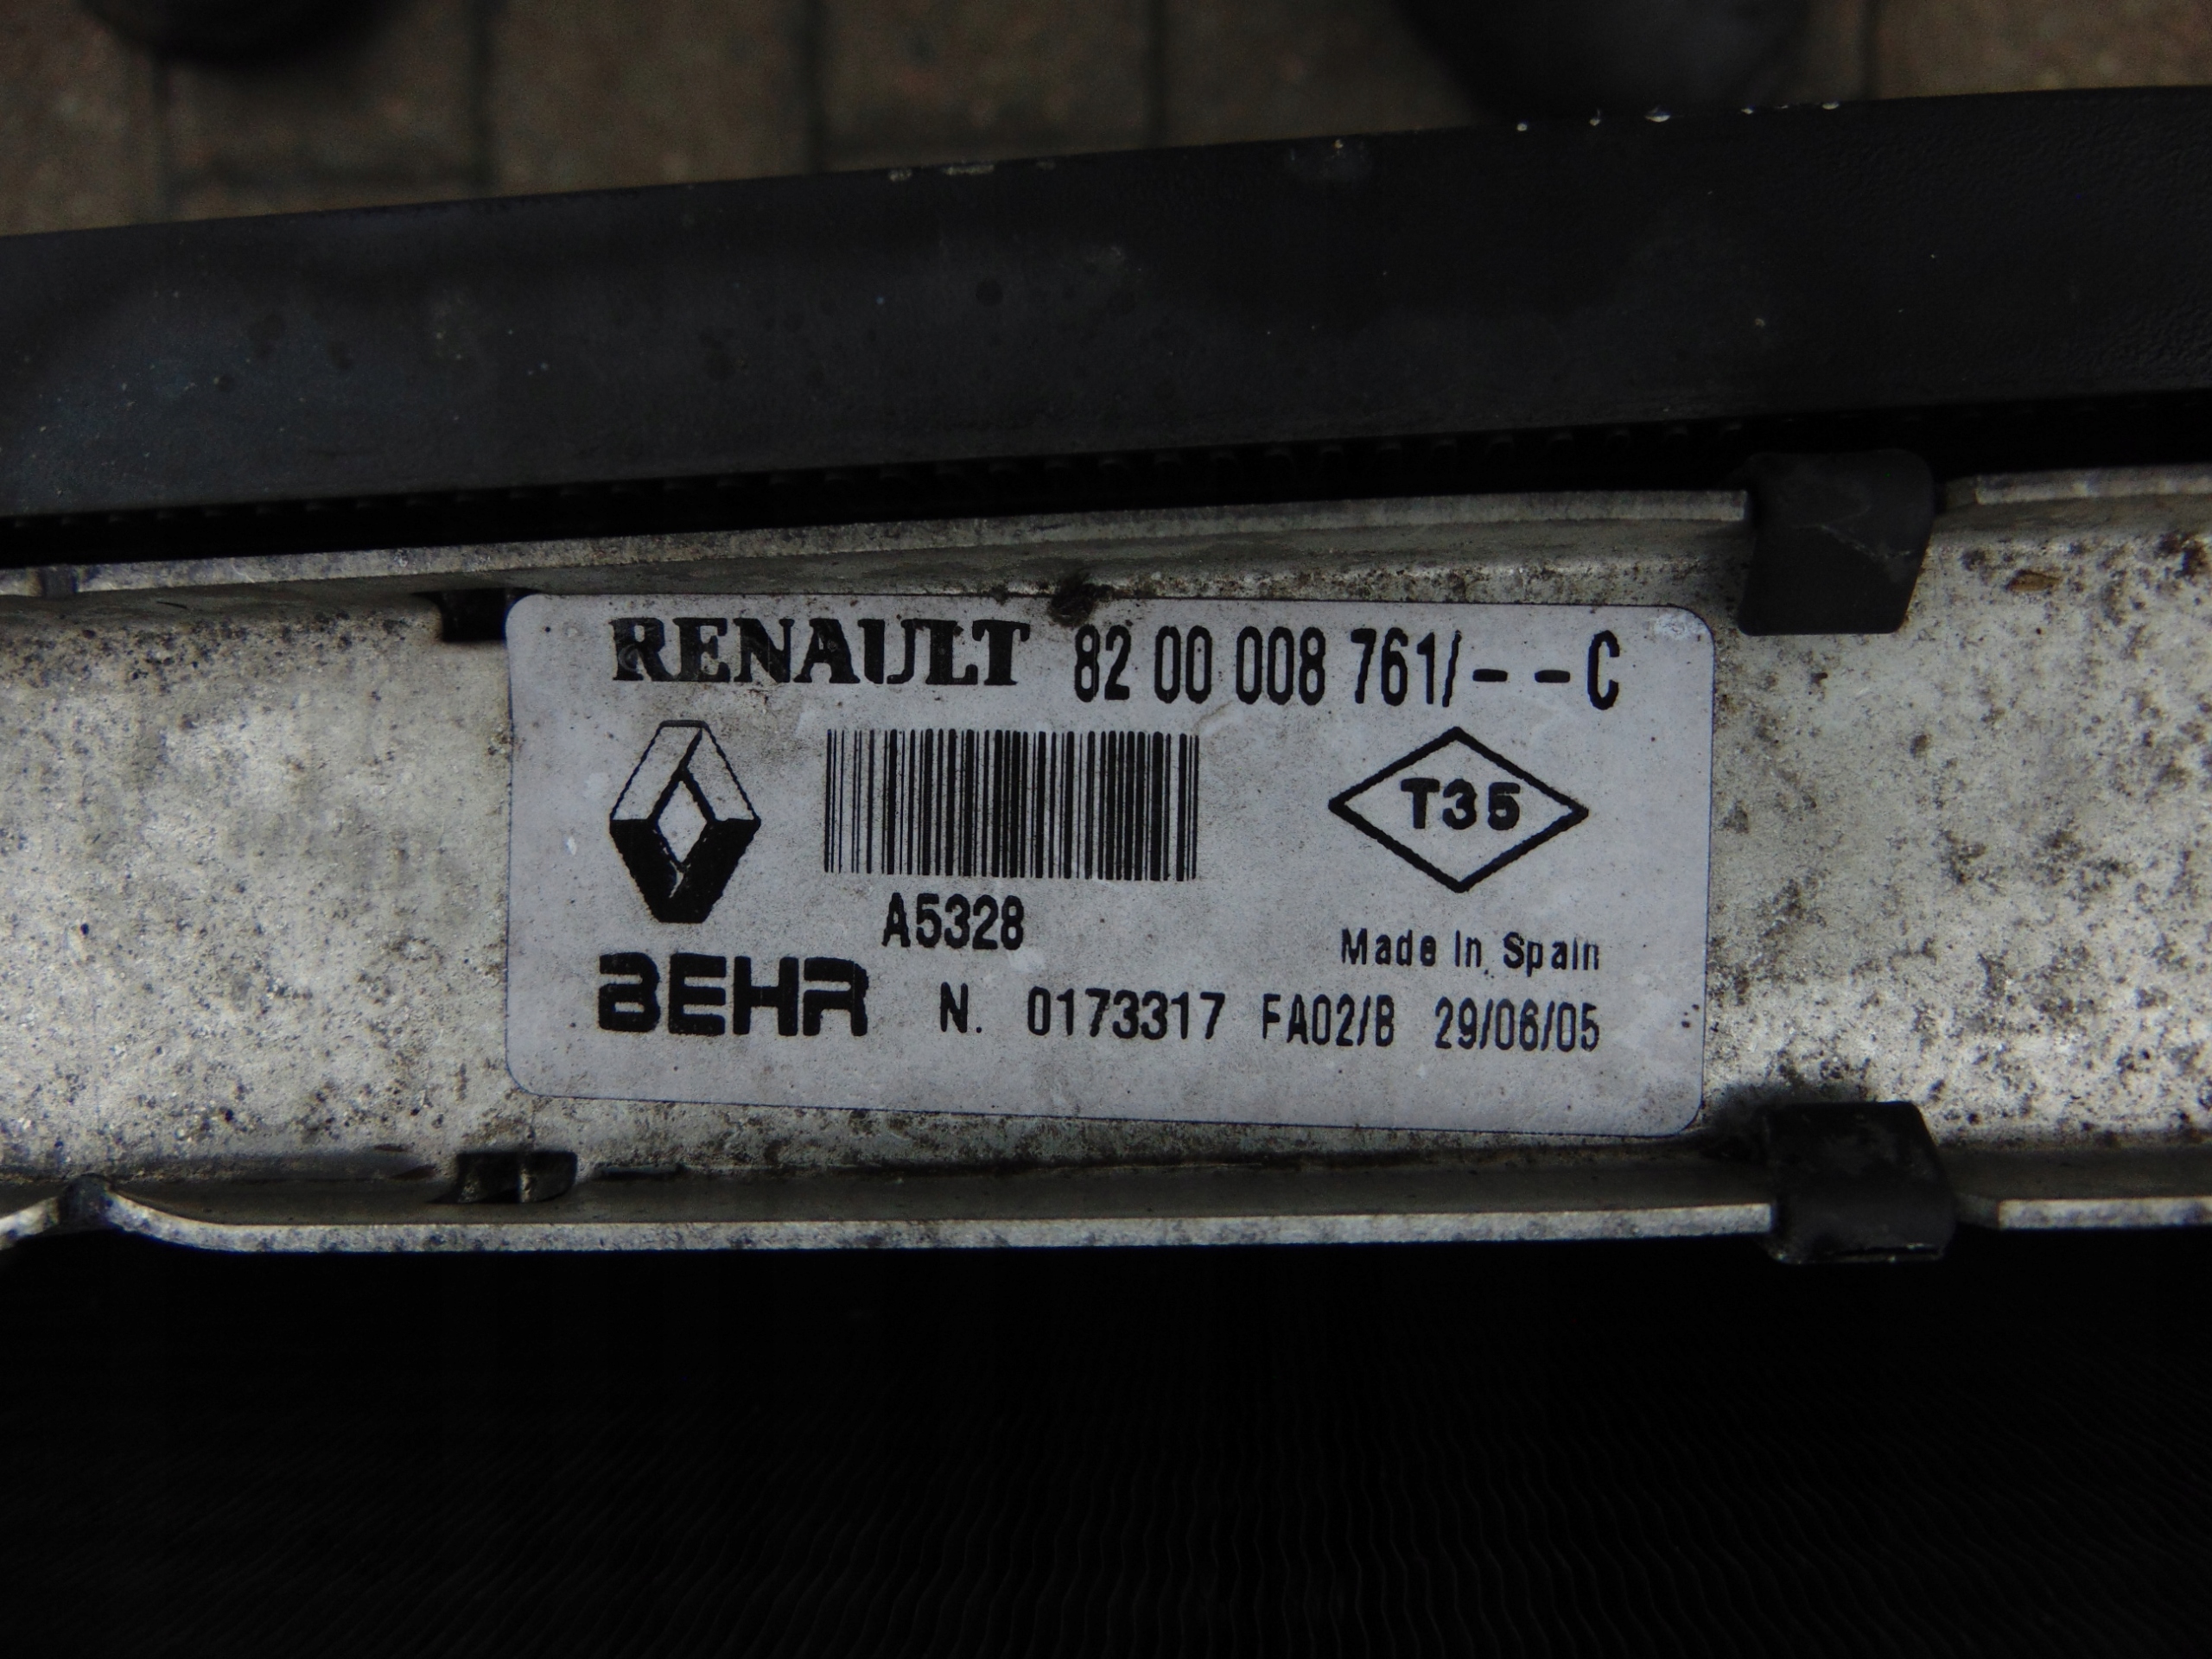 RENAULT 82 00 008 761/--C
T35
A5328
Made In Spain
BEHR N. 0173317 FA02/B 29/06/05